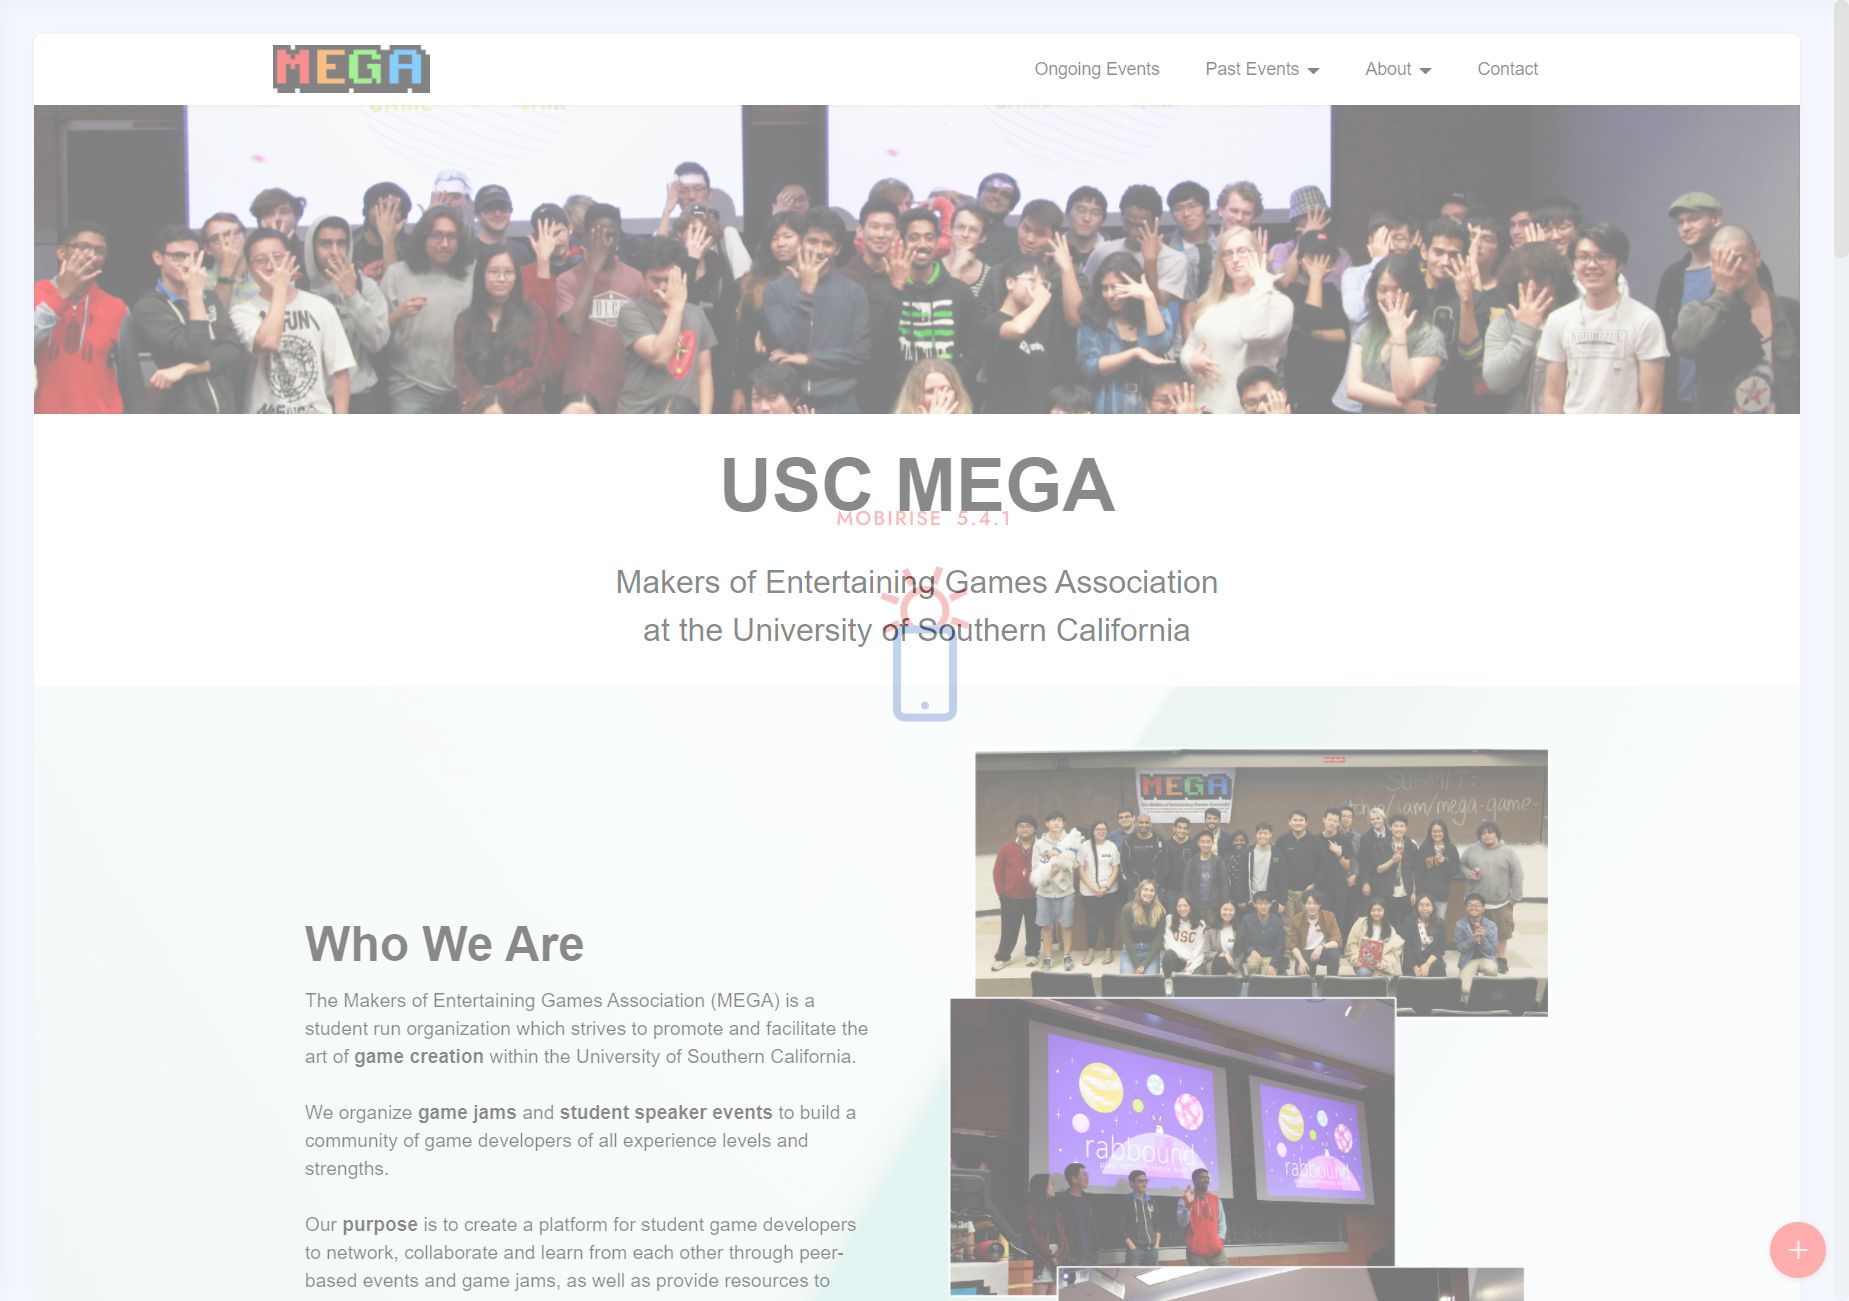 MEGA
Ongoing Events
Past Events
About
Contact
USC MEGA
MOBIRISE 5.4.1
Makers of Entertaining Games Association
at the University of Southern California
MEGA
SUBMIT:
/jam/mega-game-
USC
Who We Are
The Makers of Entertaining Games Association (MEGA) is a
student run organization which strives to promote and facilitate the
art of game creation within the University of Southern California.
We organize game jams and student speaker events to build a
community of game developers of all experience levels and
strengths.
Our purpose is to create a platform for student game developers
to network, collaborate and learn from each other through peer-
based events and game jams, as well as provide resources to
rabbound
rabbound